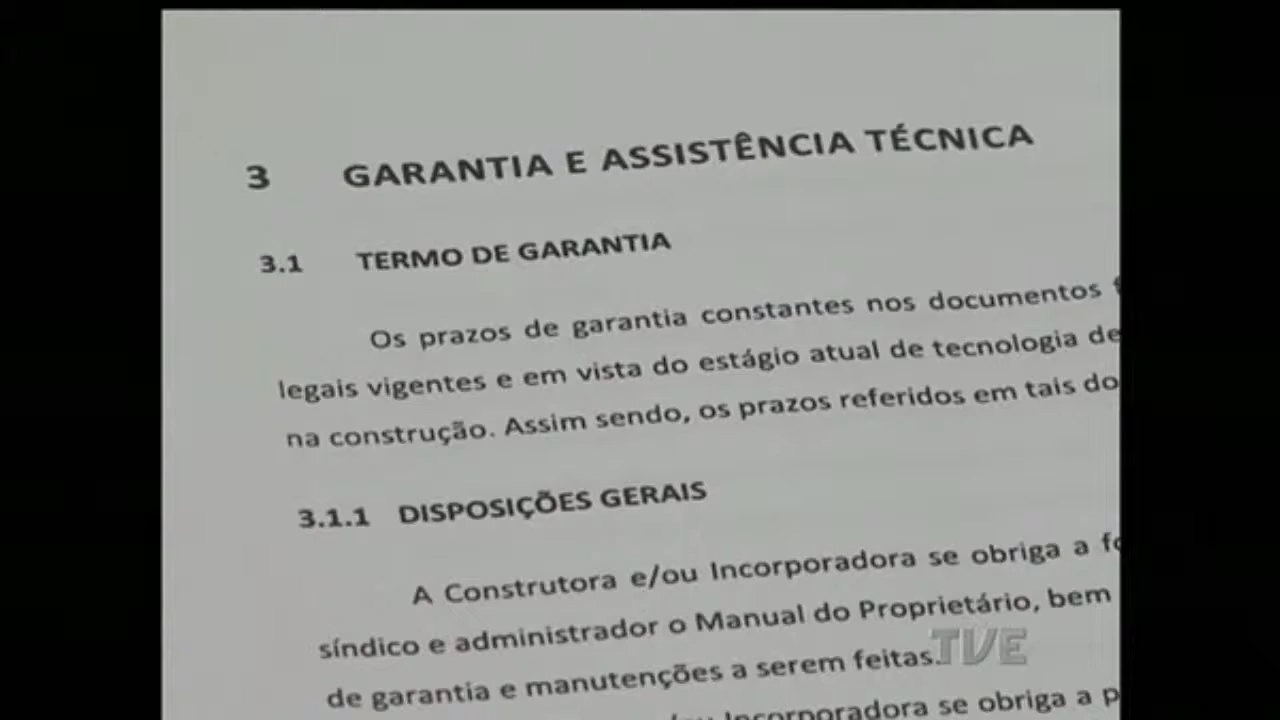 3 GARANTIA E ASSISTÊNCIA TÉCNICA
3.1 TERMO DE GARANTIA
Os prazos de garantia constantes nos documentos
legais vigentes e em vista do estágio atual de tecnologia de
na construção. Assim sendo, os prazos referidos em tais do
3.1.1 DISPOSIÇÕES GERAIS
A Construtora e/ou Incorporadora se obriga a
síndico e administrador o Manual do Proprietário, bem
de garantia e manutenções a serem feitas.
TVE
/ou Incorporadora se obriga a p